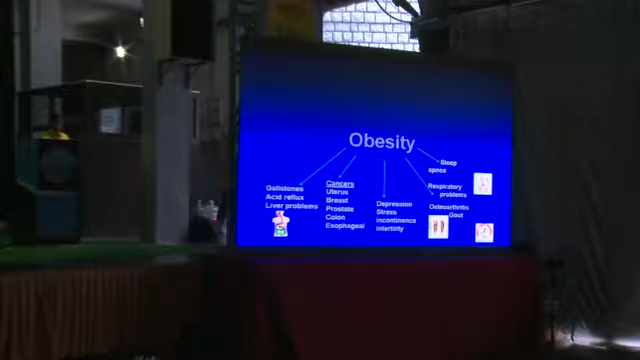 Obesity
Gallstones
Acid reflux
Liver problems
Cancers
Uterus
Breast
Prostate
Colon
Esophageal
Depression
Stress
incontinence
infertility
Sleep
apnea
Respiratory
problems
Osteoarthritis
Gout